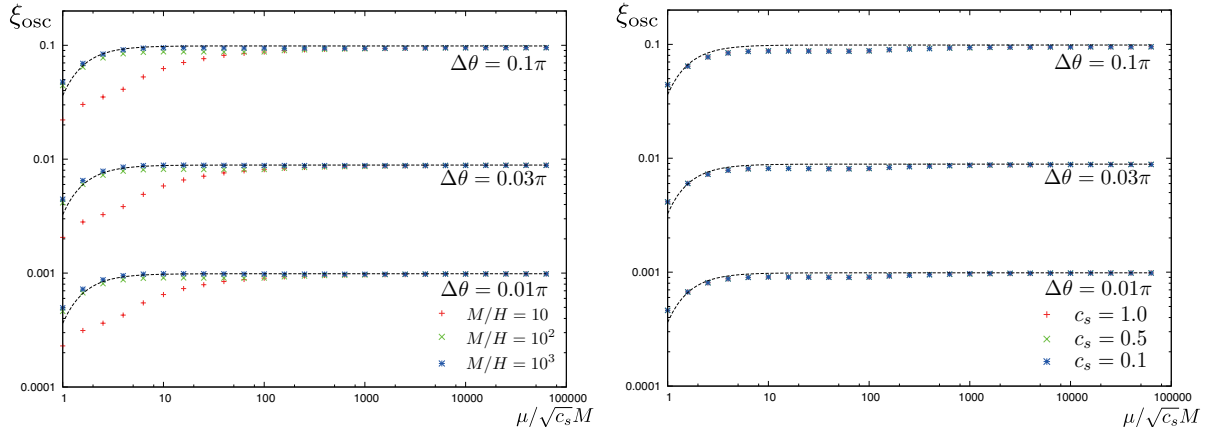 ξosc
0.1
Δθ = 0.1π
0.01
Δθ = 0.03π
0.001
Δθ = 0.01π
M/H = 10
M/H = 10²
M/H = 10³
0.0001
1 10 100 1000 10000 100000
μ/√cₛM
ξosc
0.1
Δθ = 0.1π
0.01
Δθ = 0.03π
0.001
Δθ = 0.01π
cₛ = 1.0
cₛ = 0.5
cₛ = 0.1
0.0001
1 10 100 1000 10000 100000
μ/√cₛM